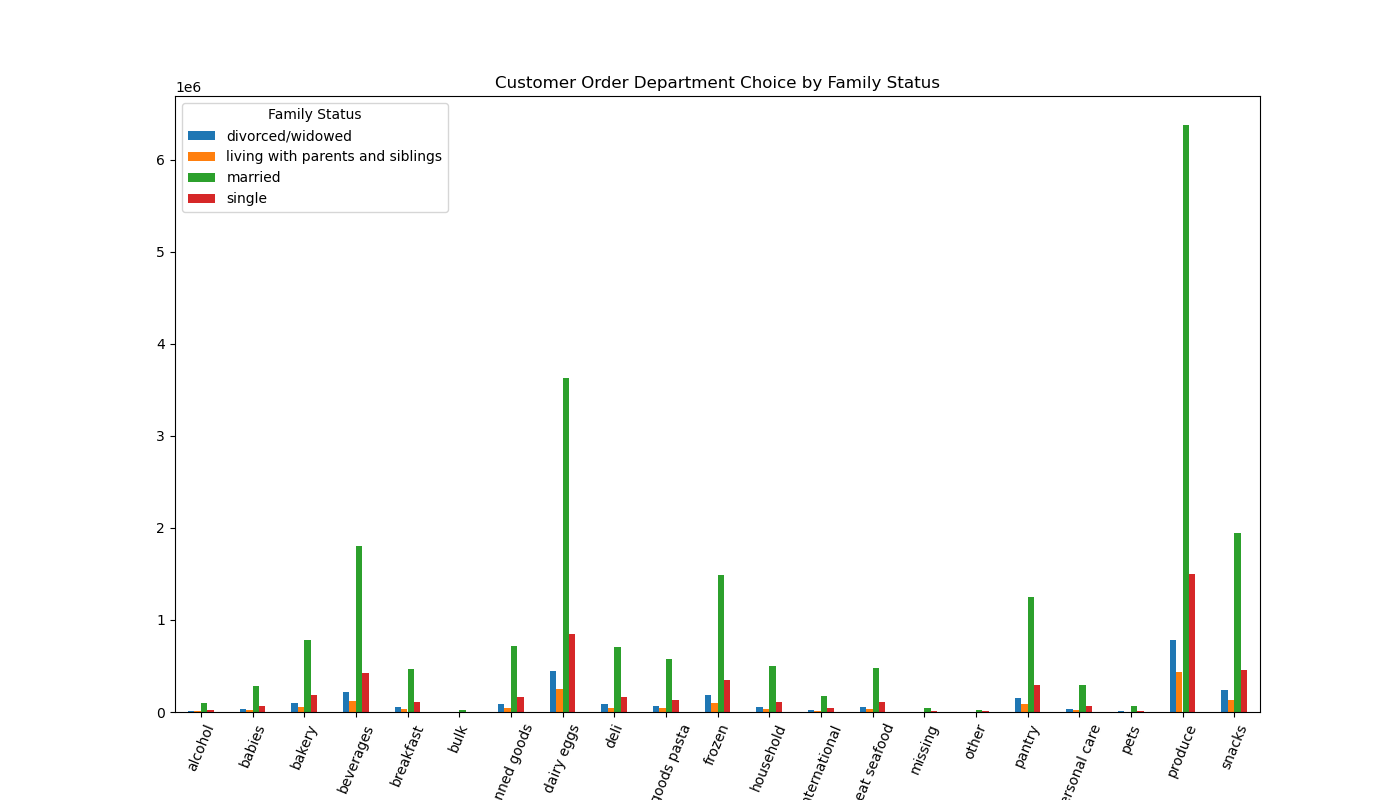 Customer Order Department Choice by Family Status
1e6
Family Status
divorced/widowed
living with parents and siblings
married
single
6
5
4
3
2
1
0
alcohol
babies
bakery
beverages
breakfast
bulk
nned goods
dairy eggs
deli
goods pasta
frozen
household
nternational
eat seafood
missing
other
pantry
ersonal care
pets
produce
snacks